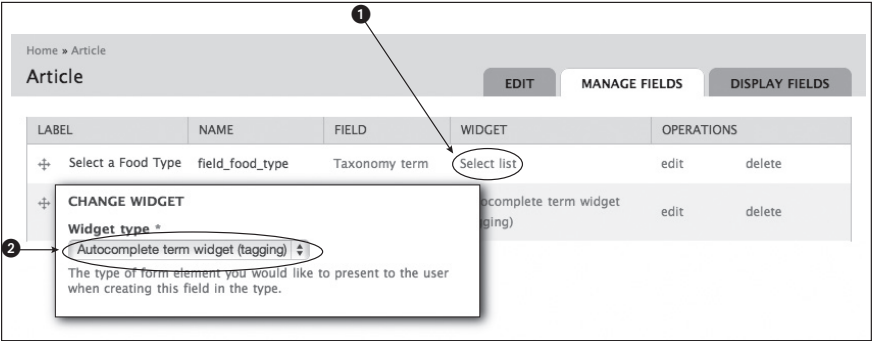 1
Home » Article
Article
EDIT
MANAGE FIELDS
DISPLAY FIELDS
LABEL NAME FIELD WIDGET OPERATIONS
Select a Food Type field_food_type Taxonomy term Select list edit delete
term widget
edit delete
CHANGE WIDGET
Widget type *
2
Autocomplete term widget (tagging)
The type of form element you would like to present to the user
when creating this field in the type.